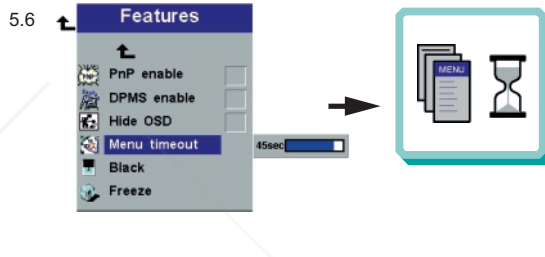 5.6
Features
PnP enable
DPMS enable
Hide OSD
Menu timeout
45sec
Black
Freeze
MENU